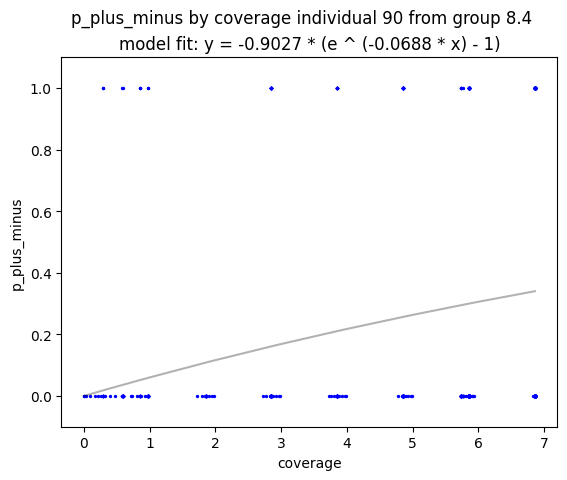 p_plus_minus by coverage individual 90 from group 8.4
model fit: y = -0.9027 * (e ^ (-0.0688 * x) - 1)
1.0
0.8
0.6
0.4
0.2
0.0
p_plus_minus
0 1 2 3 4 5 6 7
coverage